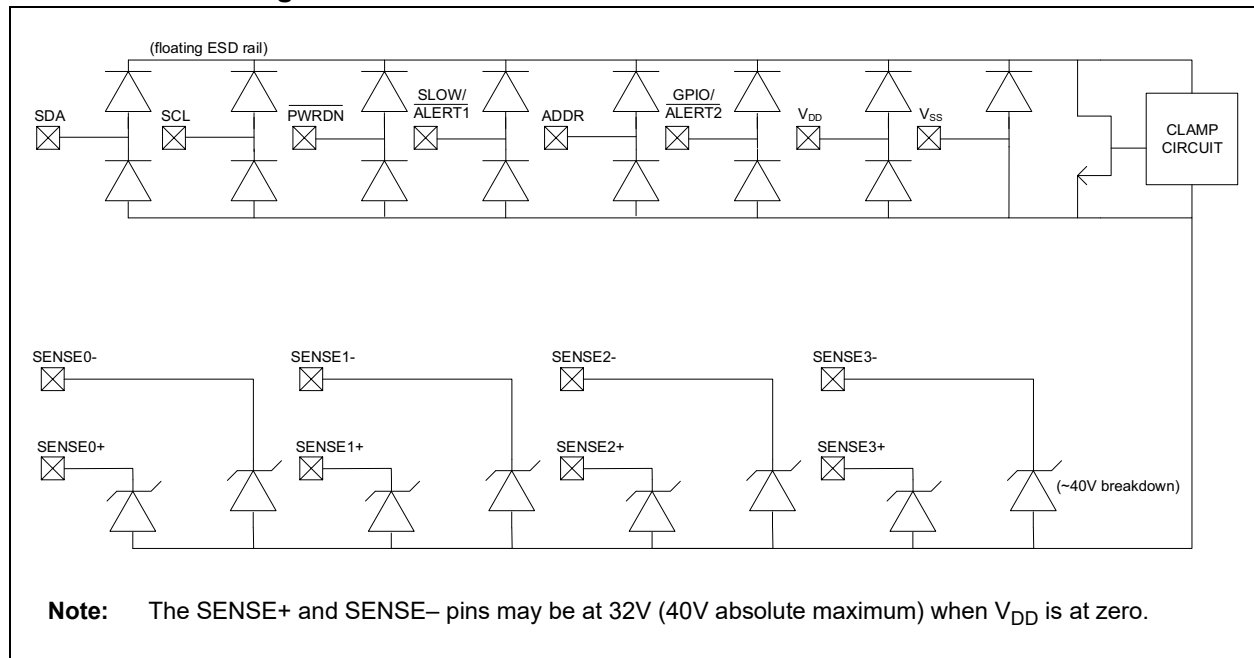 (floating ESD rail)
SDA
SCL
PWRDN
SLOW/
ALERT1
ADDR
GPIO/
ALERT2
VDD
VSS
CLAMP
CIRCUIT
SENSE0-
SENSE1-
SENSE2-
SENSE3-
SENSE0+
SENSE1+
SENSE2+
SENSE3+
(~40V breakdown)
Note: The SENSE+ and SENSE– pins may be at 32V (40V absolute maximum) when VDD is at zero.